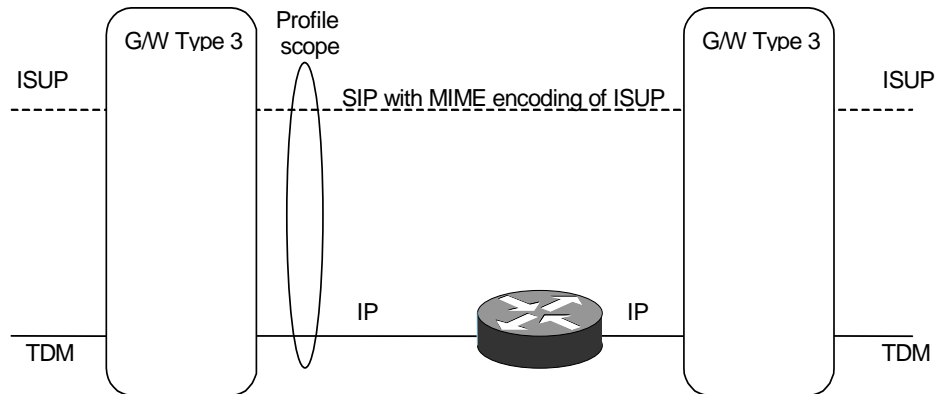 G/W Type 3
Profile
scope
G/W Type 3
ISUP
SIP with MIME encoding of ISUP
ISUP
IP
IP
TDM
TDM